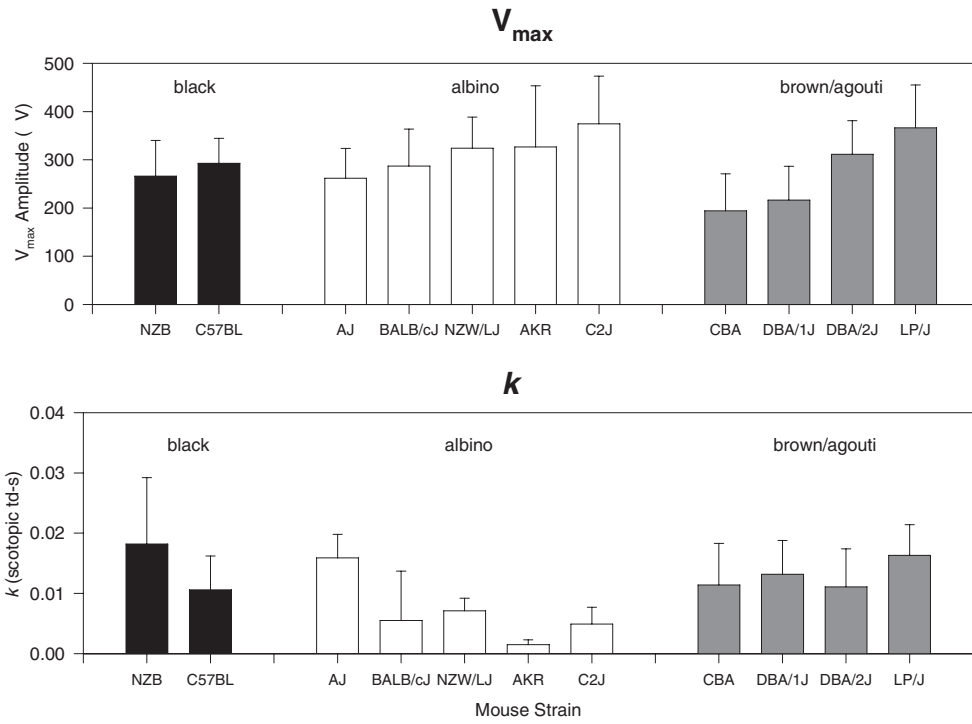 Vmax
500
400
300
200
100
0
Vmax Amplitude ( V)
black
albino
brown/agouti
NZB C57BL AJ BALB/cJ NZW/LJ AKR C2J CBA DBA/1J DBA/2J LP/J
k
0.04
0.03
0.02
0.01
0.00
k (scotopic td-s)
black
albino
brown/agouti
NZB C57BL AJ BALB/cJ NZW/LJ AKR C2J CBA DBA/1J DBA/2J LP/J
Mouse Strain